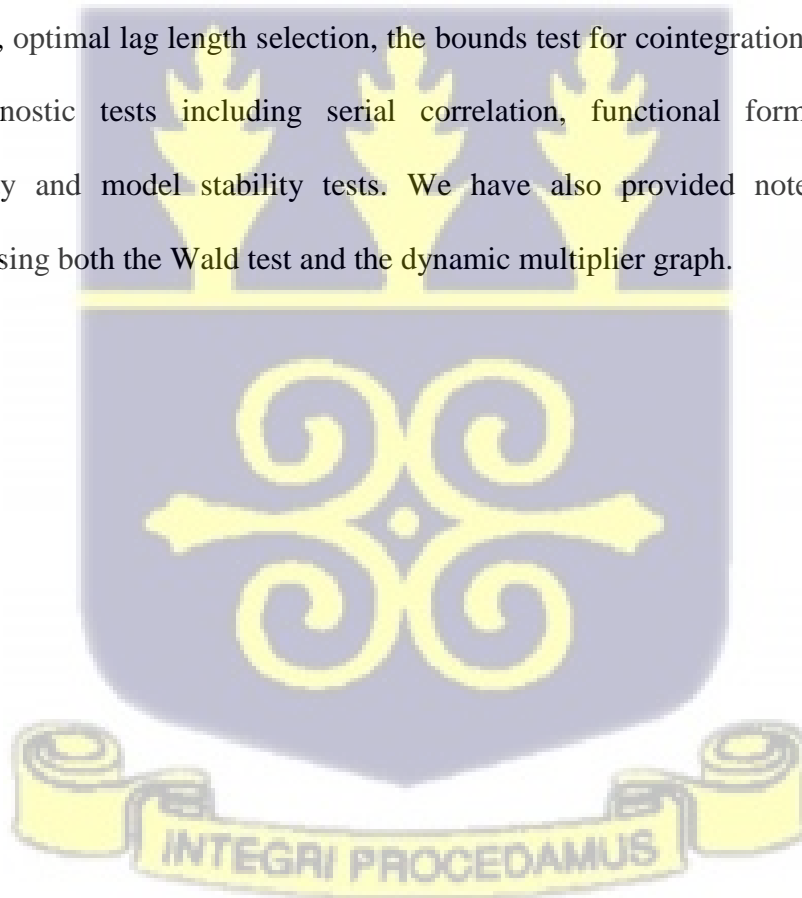 , optimal lag length selection, the bounds test for cointegration
nostic tests including serial correlation, functional form
y and model stability tests. We have also provided note
sing both the Wald test and the dynamic multiplier graph.
INTEGRI PROCEDAMUS